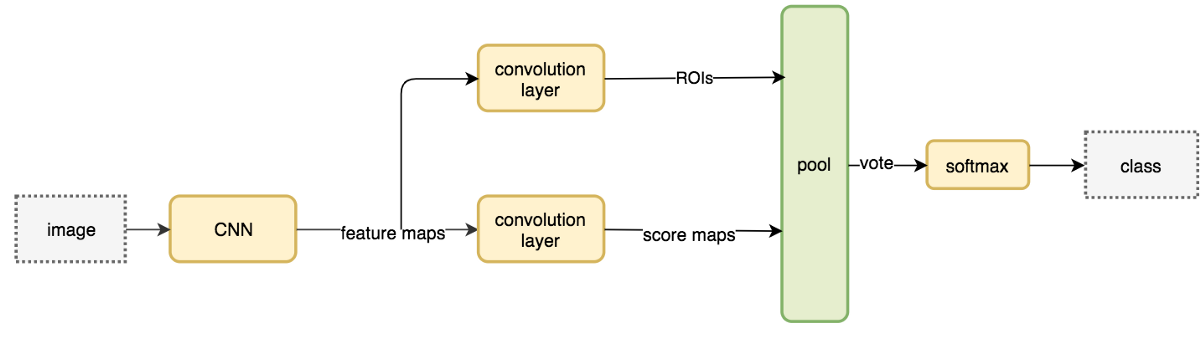 convolution
layer
ROIs
pool
vote
softmax
class
image
CNN
feature maps
convolution
layer
score maps